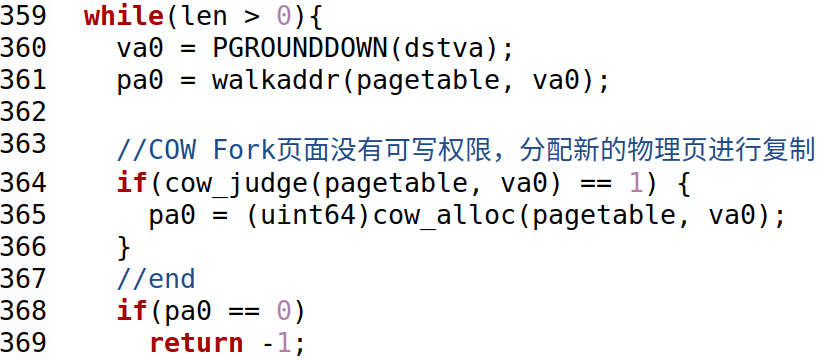 359  while(len > 0){
360    va0 = PGROUNDDOWN(dstva);
361    pa0 = walkaddr(pagetable, va0);
362
363    //COW Fork页面没有可写权限，分配新的物理页进行复制
364    if(cow_judge(pagetable, va0) == 1) {
365      pa0 = (uint64)cow_alloc(pagetable, va0);
366    }
367    //end
368    if(pa0 == 0)
369      return -1;